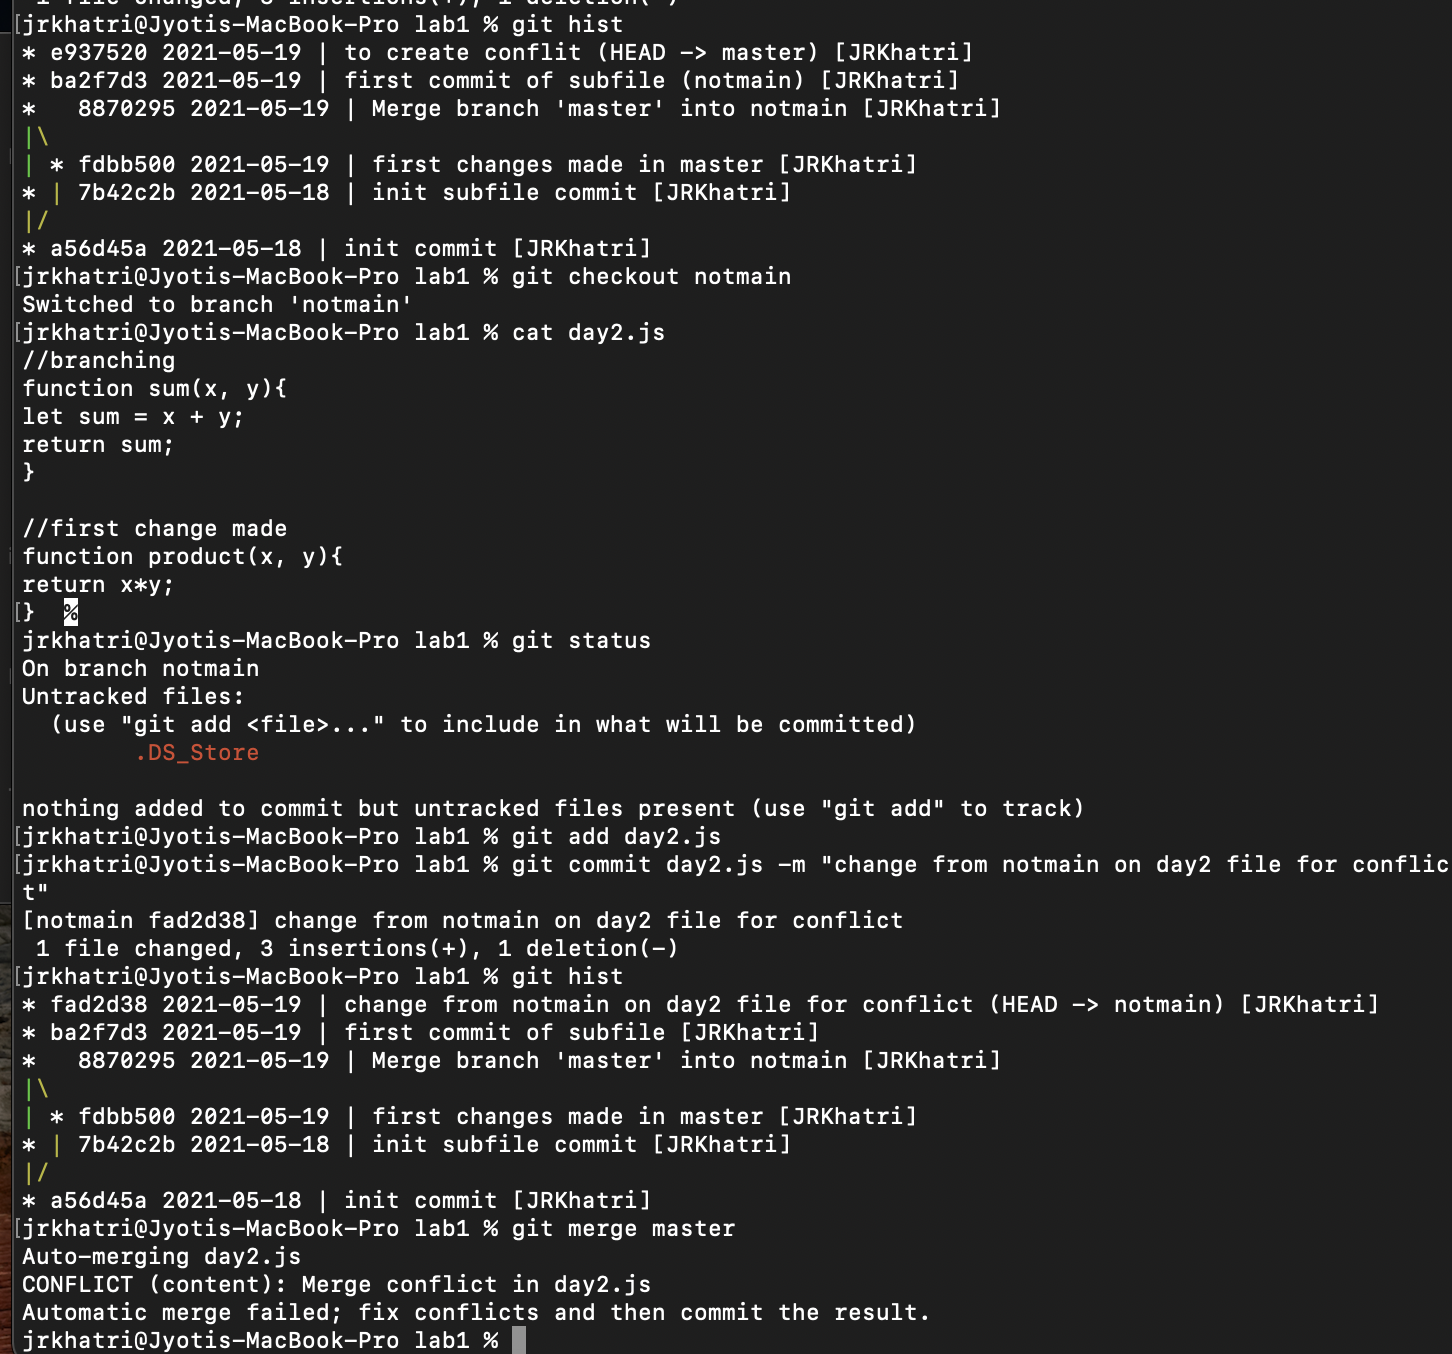 1 file changed, 3 insertions(+), 1 deletion(-)
[jrkhatri@Jyotis-MacBook-Pro lab1 % git hist
* e937520 2021-05-19 | to create conflit (HEAD -> master) [JRKhatri]
* ba2f7d3 2021-05-19 | first commit of subfile (notmain) [JRKhatri]
*   8870295 2021-05-19 | Merge branch 'master' into notmain [JRKhatri]
|\
| * fdbb500 2021-05-19 | first changes made in master [JRKhatri]
* | 7b42c2b 2021-05-18 | init subfile commit [JRKhatri]
|/
* a56d45a 2021-05-18 | init commit [JRKhatri]
[jrkhatri@Jyotis-MacBook-Pro lab1 % git checkout notmain
Switched to branch 'notmain'
[jrkhatri@Jyotis-MacBook-Pro lab1 % cat day2.js
//branching
function sum(x, y){
let sum = x + y;
return sum;
}

//first change made
function product(x, y){
return x*y;
[}  %
jrkhatri@Jyotis-MacBook-Pro lab1 % git status
On branch notmain
Untracked files:
  (use "git add <file>..." to include in what will be committed)
        .DS_Store

nothing added to commit but untracked files present (use "git add" to track)
[jrkhatri@Jyotis-MacBook-Pro lab1 % git add day2.js
[jrkhatri@Jyotis-MacBook-Pro lab1 % git commit day2.js -m "change from notmain on day2 file for conflic
t"
[notmain fad2d38] change from notmain on day2 file for conflict
 1 file changed, 3 insertions(+), 1 deletion(-)
[jrkhatri@Jyotis-MacBook-Pro lab1 % git hist
* fad2d38 2021-05-19 | change from notmain on day2 file for conflict (HEAD -> notmain) [JRKhatri]
* ba2f7d3 2021-05-19 | first commit of subfile [JRKhatri]
*   8870295 2021-05-19 | Merge branch 'master' into notmain [JRKhatri]
|\
| * fdbb500 2021-05-19 | first changes made in master [JRKhatri]
* | 7b42c2b 2021-05-18 | init subfile commit [JRKhatri]
|/
* a56d45a 2021-05-18 | init commit [JRKhatri]
[jrkhatri@Jyotis-MacBook-Pro lab1 % git merge master
Auto-merging day2.js
CONFLICT (content): Merge conflict in day2.js
Automatic merge failed; fix conflicts and then commit the result.
jrkhatri@Jyotis-MacBook-Pro lab1 %